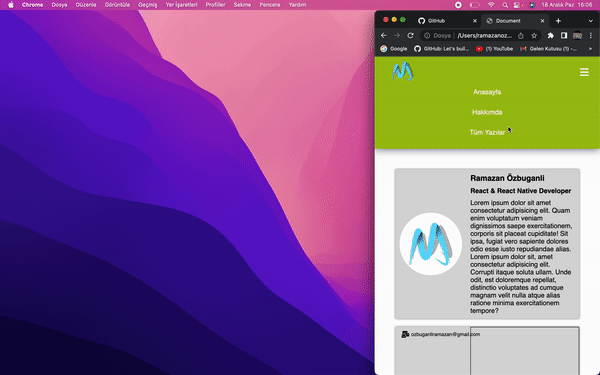 Chrome Dosya Düzenle Görüntüle Geçmiş Yer İşaretleri Profiller Sekme Pencere Yardım 18 Aralık Paz 16:06
GitHub Document
Dosya /Users/ramazanoz...
Google GitHub: Let's buil... (1) YouTube Gelen Kutusu (1) -...
Anasayfa
Hakkımda
Tüm Yazılar
Ramazan Özbuganli
React & React Native Developer
Lorem ipsum dolor sit amet
consectetur adipisicing elit. Quam
enim voluptatum veniam
dignissimos saepe exercitationem,
corporis sit placeat cupiditate! Sit
ipsa, fugiat vero sapiente dolores
odio esse iusto repudiandae alias.
Lorem ipsum dolor sit, amet
consectetur adipisicing elit.
Corrupti itaque soluta ullam. Unde
odit, est doloremque repellat,
distinctio voluptates ad cumque
magnam velit nulla atque alias
ratione minima exercitationem
tempore?
ozbuganliramazan@gmail.com